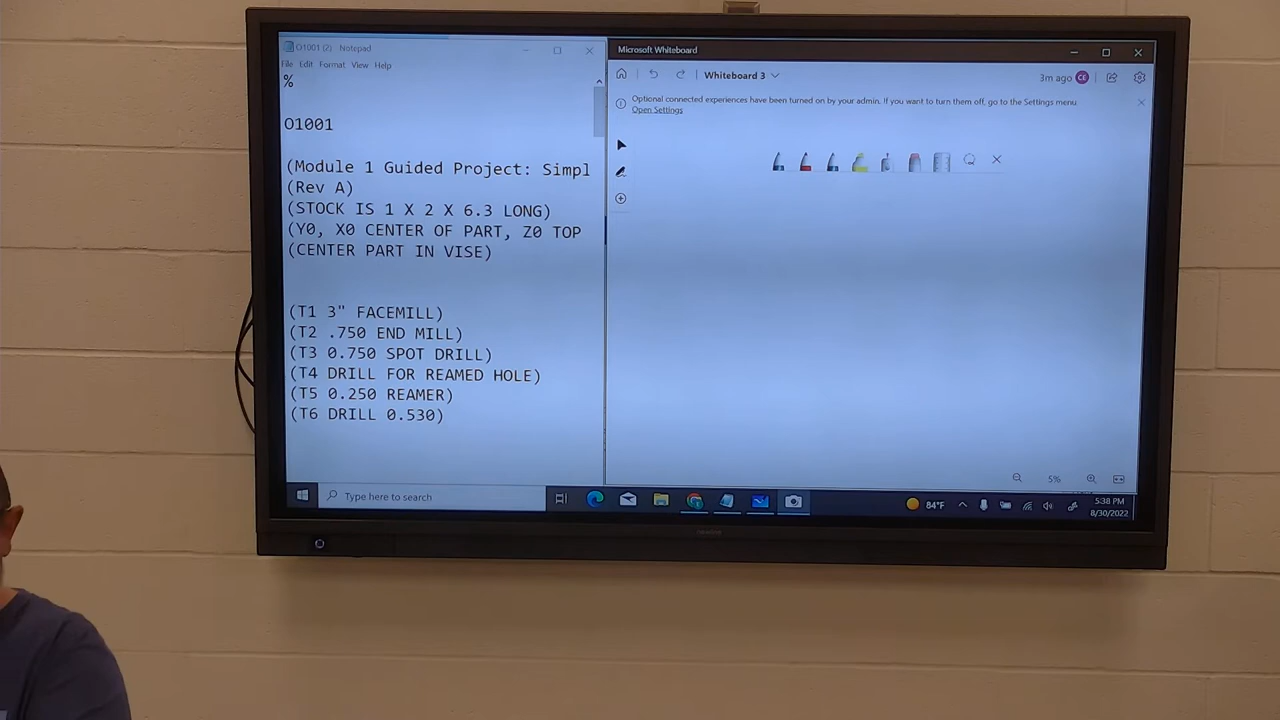 O1001 (2) - Notepad
File Edit Format View Help
%
O1001
(Module 1 Guided Project: Simpl
(Rev A)
(STOCK IS 1 X 2 X 6.3 LONG)
(Y0, X0 CENTER OF PART, Z0 TOP
(CENTER PART IN VISE)
(T1 3" FACEMILL)
(T2 .750 END MILL)
(T3 0.750 SPOT DRILL)
(T4 DRILL FOR REAMED HOLE)
(T5 0.250 REAMER)
(T6 DRILL 0.530)
Microsoft Whiteboard
Whiteboard 3
3m ago CE
Optional connected experiences have been turned on by your admin. If you want to turn them off, go to the Settings menu
Open Settings
5%
Type here to search
84°F
5:38 PM
8/30/2022